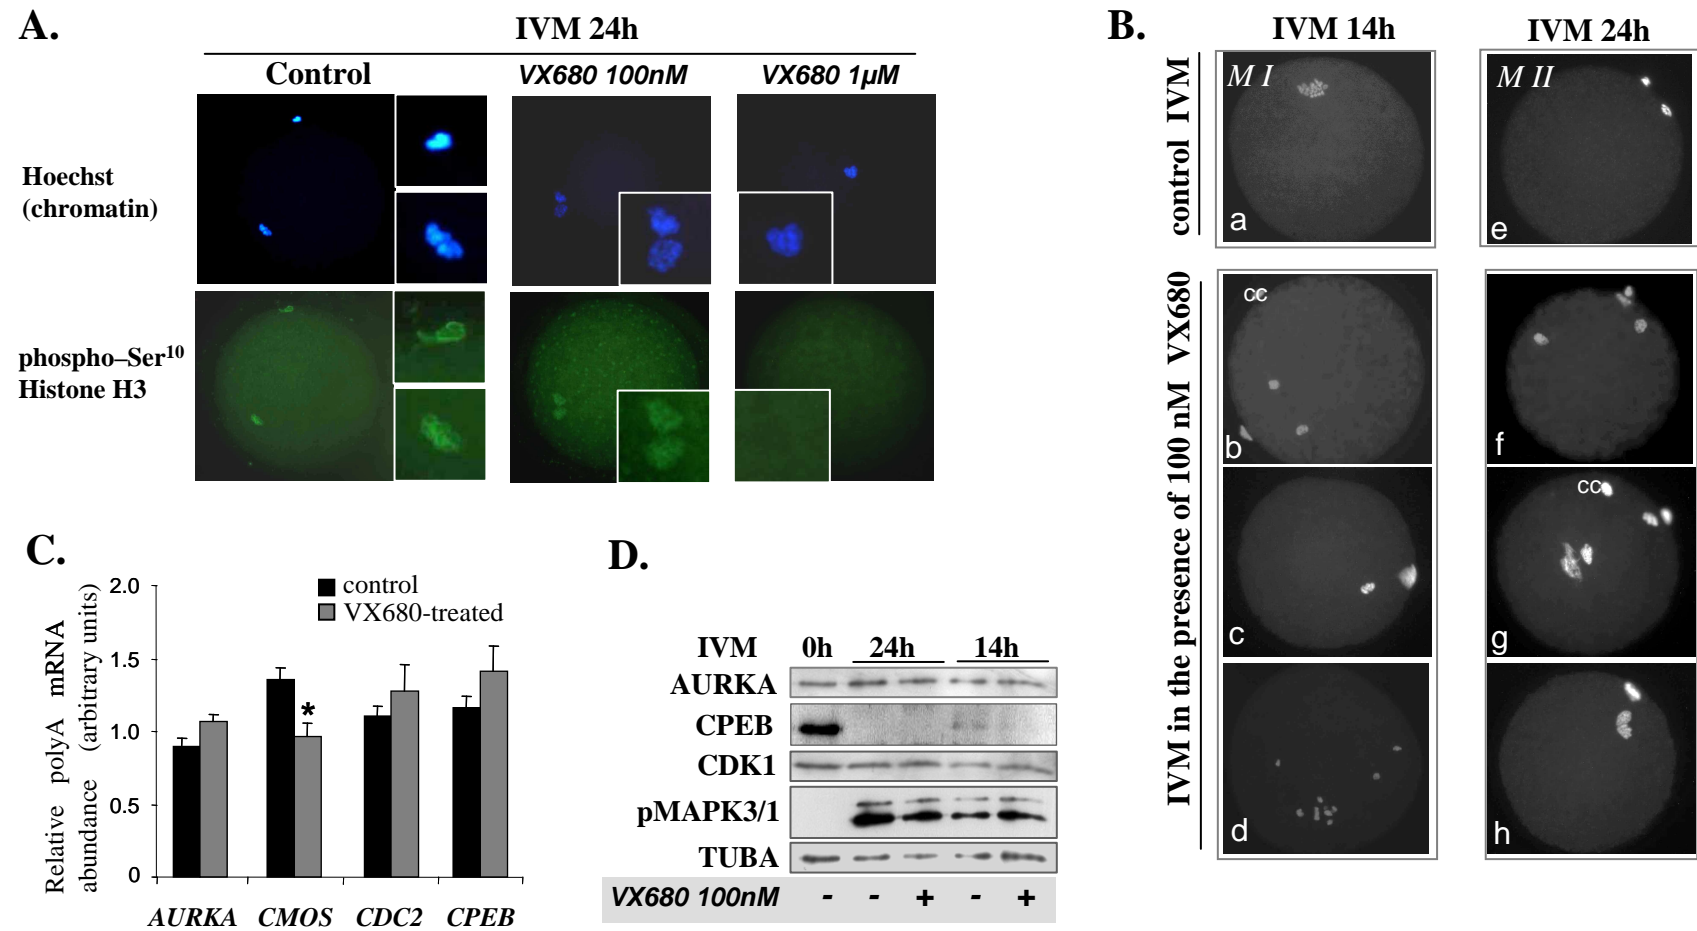 A.
IVM 24h
Control
VX680 100nM
VX680 1µM
Hoechst
(chromatin)
phospho–Ser10
Histone H3
B.
IVM 14h
IVM 24h
control IVM
M I
a
M II
e
IVM in the presence of 100 nM VX680
cc
b
f
c
cc
g
d
h
C.
Relative polyA mRNA
abundance (arbitrary units)
2.0
1.5
1.0
0.5
0
control
VX680-treated
*
AURKA CMOS CDC2 CPEB
D.
IVM 0h 24h 14h
AURKA
CPEB
CDK1
pMAPK3/1
TUBA
VX680 100nM - - + - +